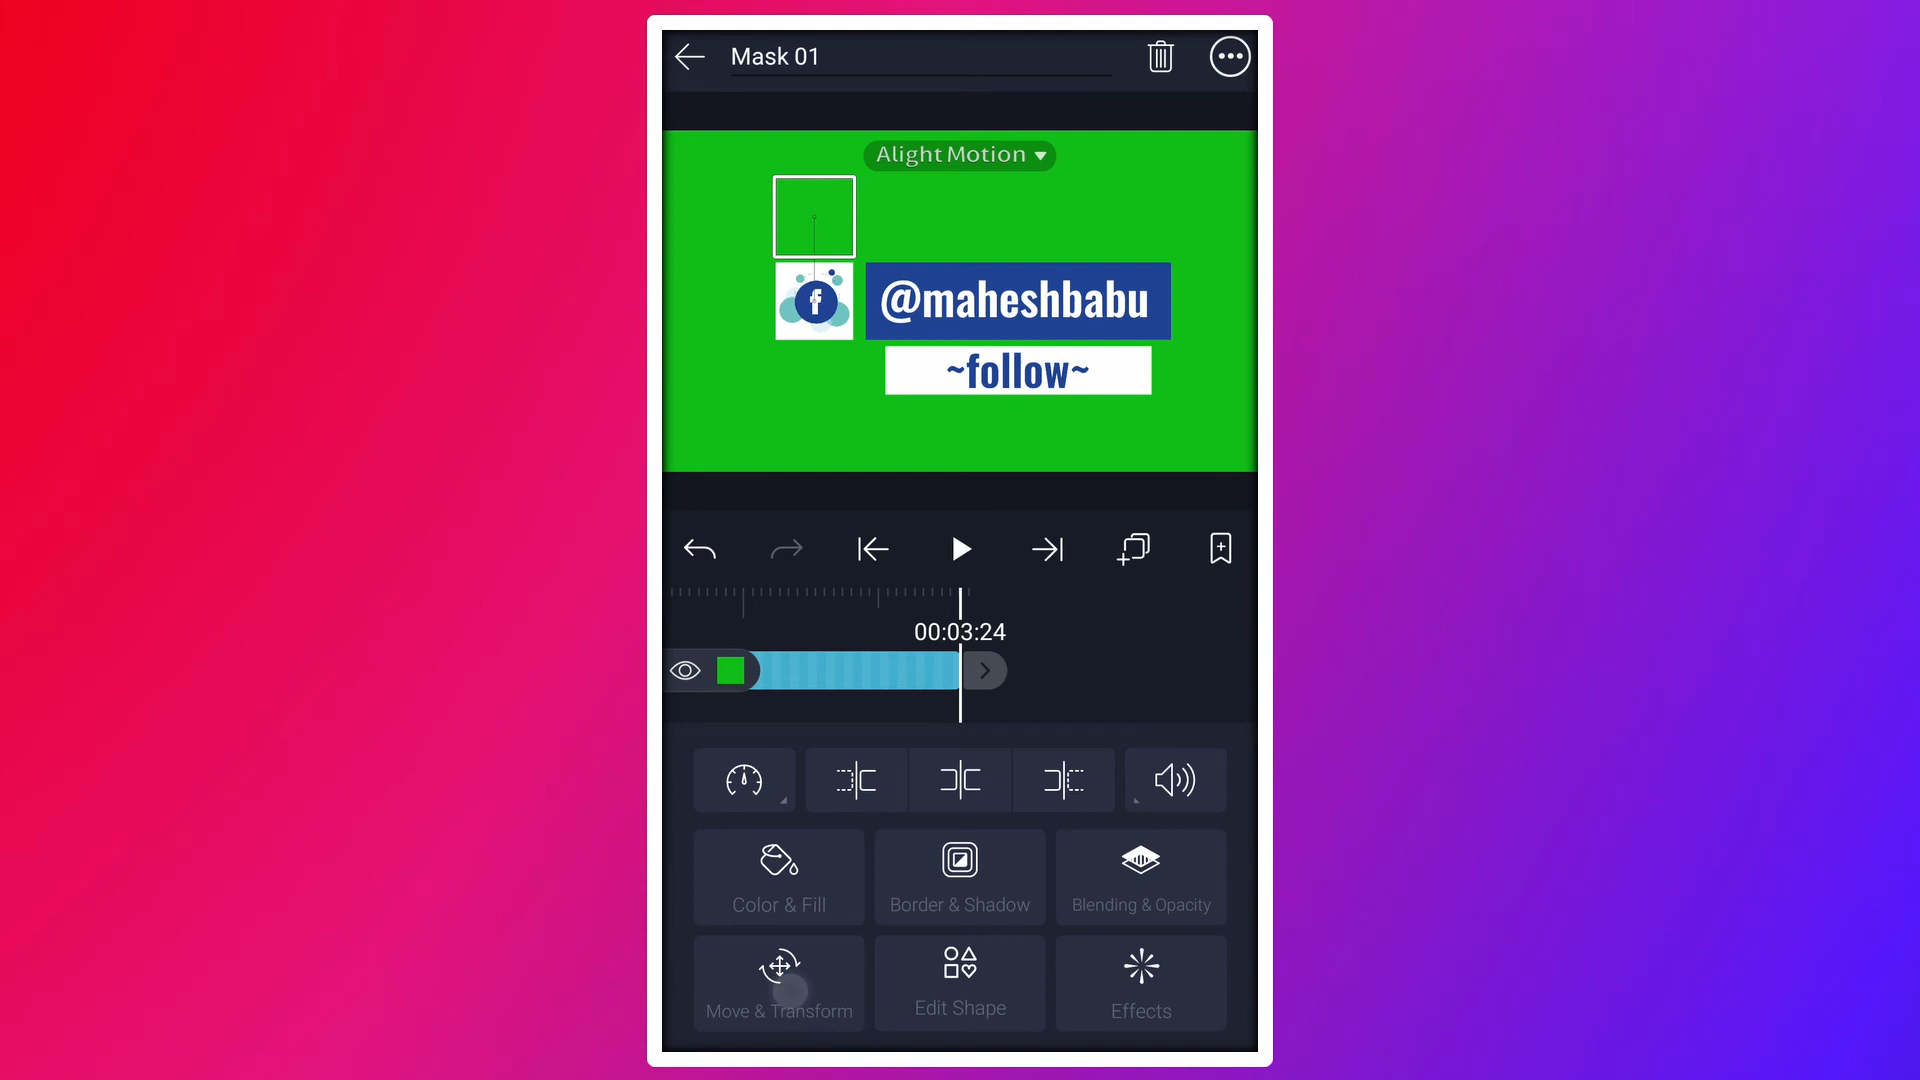 Mask 01
Alight Motion
f
@maheshbabu
~follow~
00:03:24
Color & Fill
Border & Shadow
Blending & Opacity
Move & Transform
Edit Shape
Effects